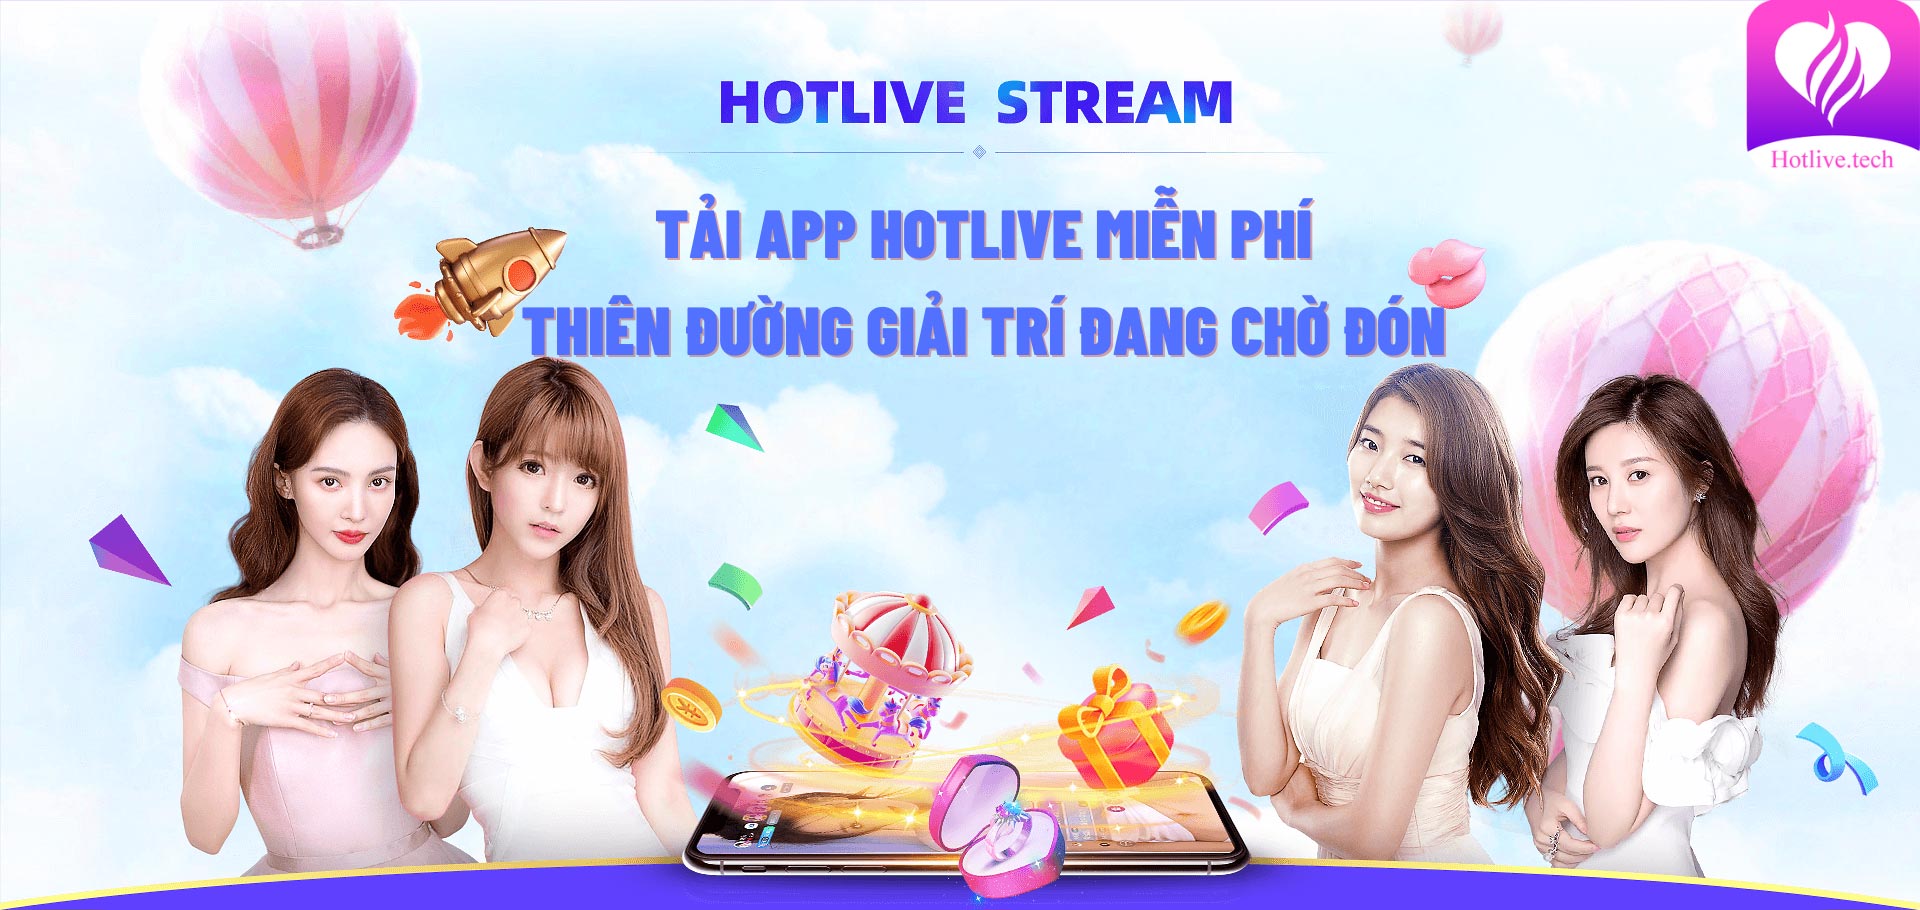 HOTLIVE STREAM
Hotlive.tech
TẢI APP HOTLIVE MIỄN PHÍ
THIÊN ĐƯỜNG GIẢI TRÍ ĐANG CHỜ ĐÓN